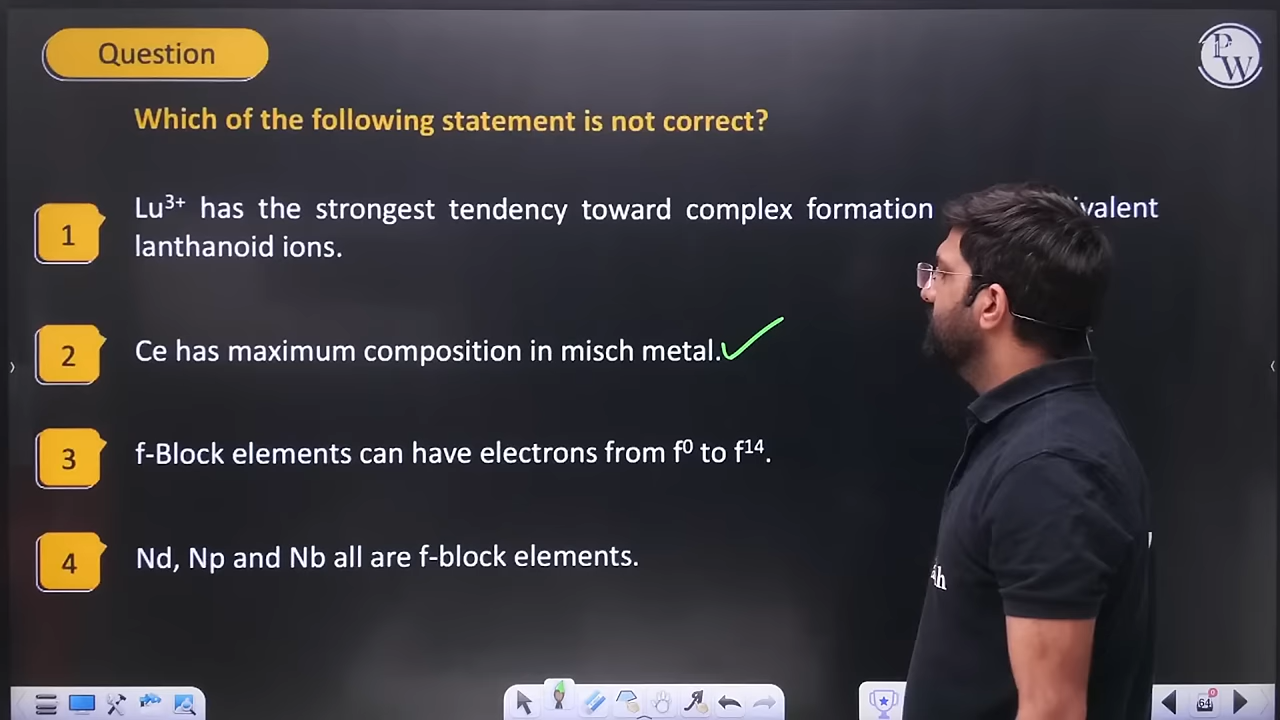 Question
PW
Which of the following statement is not correct?
1
Lu³⁺ has the strongest tendency toward complex formation
lanthanoid ions.
2
Ce has maximum composition in misch metal.
3
f-Block elements can have electrons from f⁰ to f¹⁴.
4
Nd, Np and Nb all are f-block elements.
64